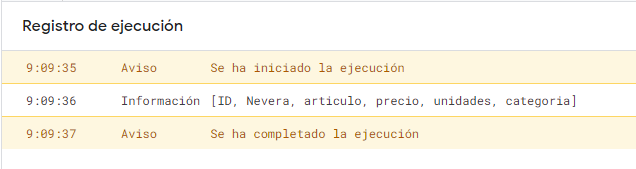 Registro de ejecución
9:09:35 Aviso Se ha iniciado la ejecución
9:09:36 Información [ID, Nevera, articulo, precio, unidades, categoria]
9:09:37 Aviso Se ha completado la ejecución